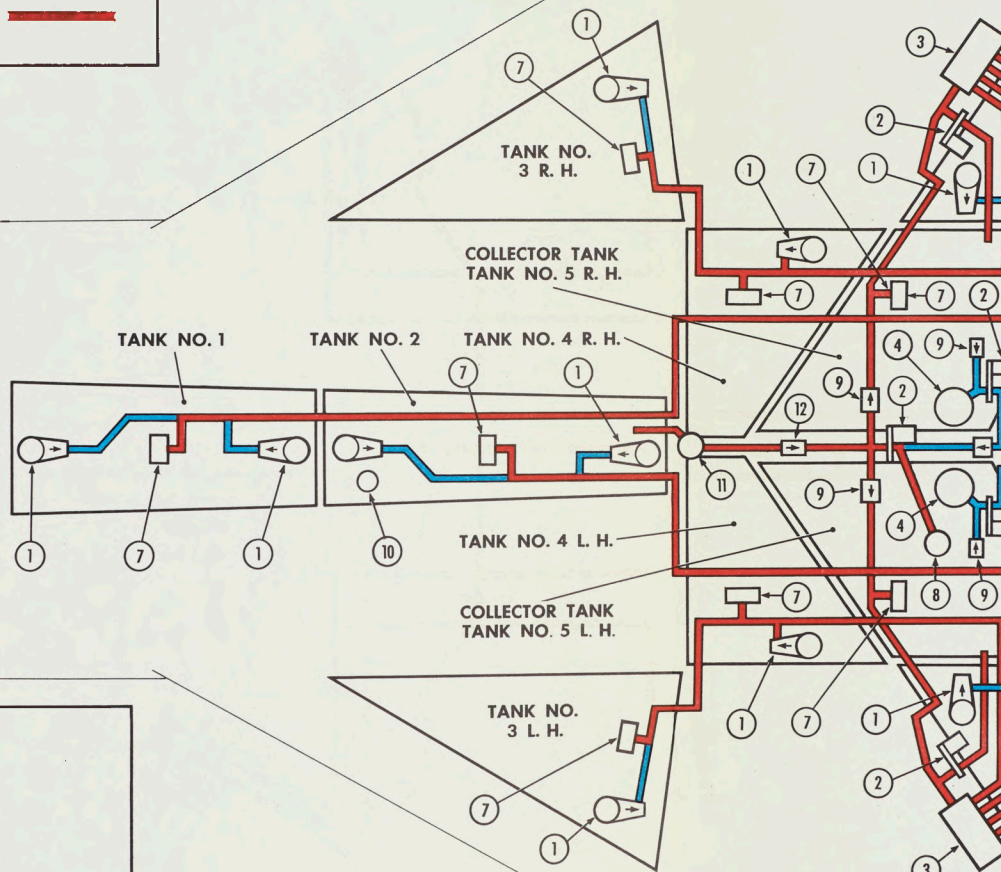 1
3
7
2
TANK NO.
3 R. H.
1
7
1
COLLECTOR TANK
TANK NO. 5 R. H.
7
7
2
TANK NO. 1
TANK NO. 2
TANK NO. 4 R. H.
9
4
7
1
9
2
12
1
7
1
10
11
9
4
TANK NO. 4 L. H.
8
9
COLLECTOR TANK
TANK NO. 5 L. H.
7
TANK NO.
3 L. H.
1
7
1
7
2
1
3